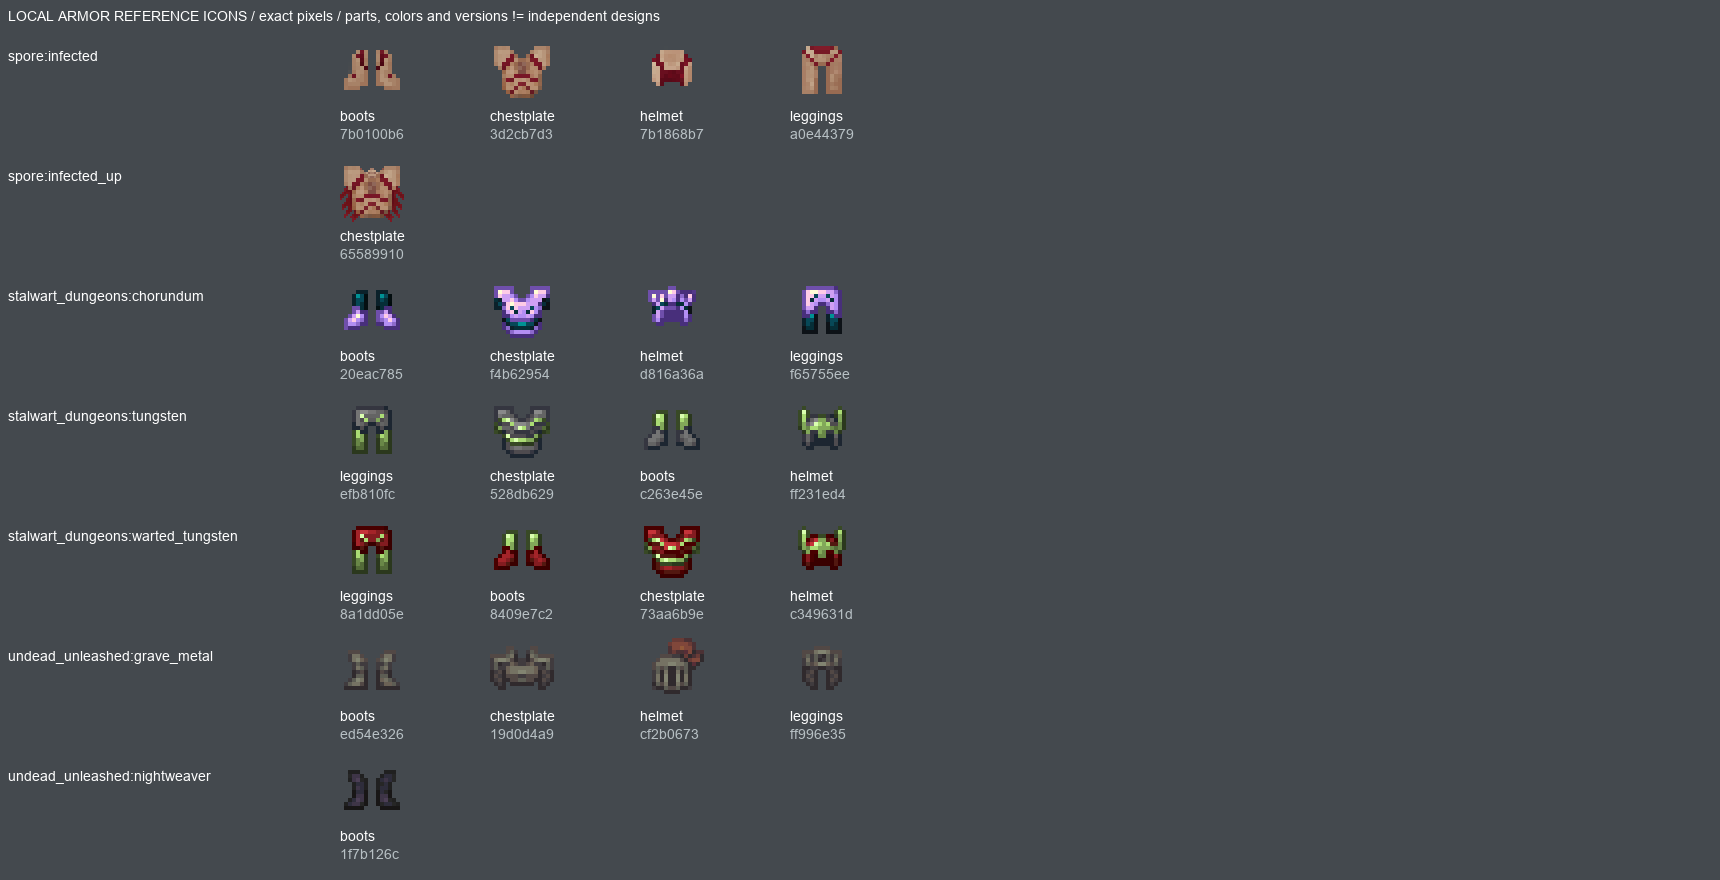 LOCAL ARMOR REFERENCE ICONS / exact pixels / parts, colors and versions != independent designs
spore:infected
boots chestplate helmet leggings
7b0100b6 3d2cb7d3 7b1868b7 a0e44379
spore:infected_up
chestplate
65589910
stalwart_dungeons:chorundum
boots chestplate helmet leggings
20eac785 f4b62954 d816a36a f65755ee
stalwart_dungeons:tungsten
leggings chestplate boots helmet
efb810fc 528db629 c263e45e ff231ed4
stalwart_dungeons:warted_tungsten
leggings boots chestplate helmet
8a1dd05e 8409e7c2 73aa6b9e c349631d
undead_unleashed:grave_metal
boots chestplate helmet leggings
ed54e326 19d0d4a9 cf2b0673 ff996e35
undead_unleashed:nightweaver
boots
1f7b126c